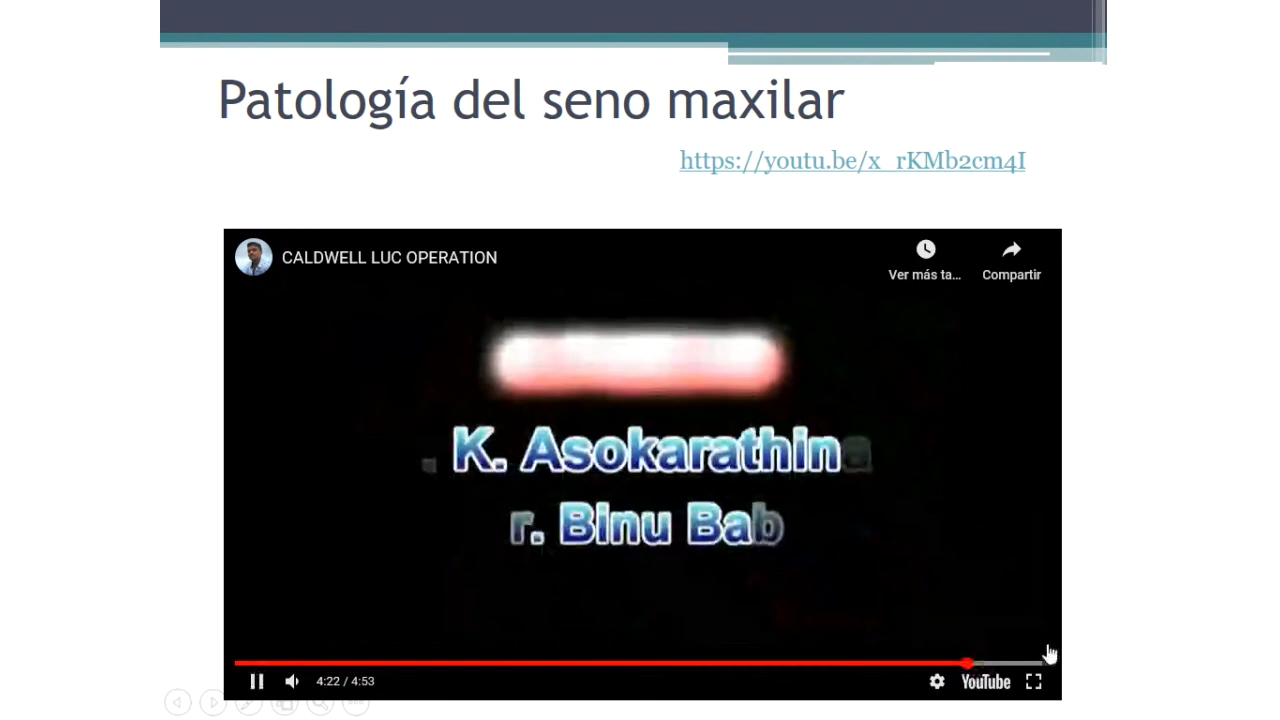 Patología del seno maxilar
https://youtu.be/x_rKMb2cm4I
CALDWELL LUC OPERATION
Ver más ta...
Compartir
. K. Asokarathina
r. Binu Bab
4:22 / 4:53
YouTube